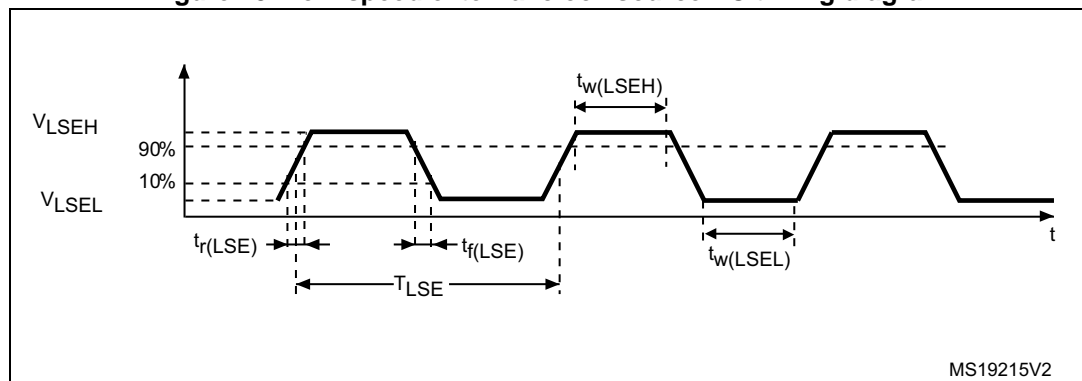 tw(LSEH)
VLSEH
90%
10%
VLSEL
tr(LSE)
tf(LSE)
TLSE
tw(LSEL)
t
MS19215V2